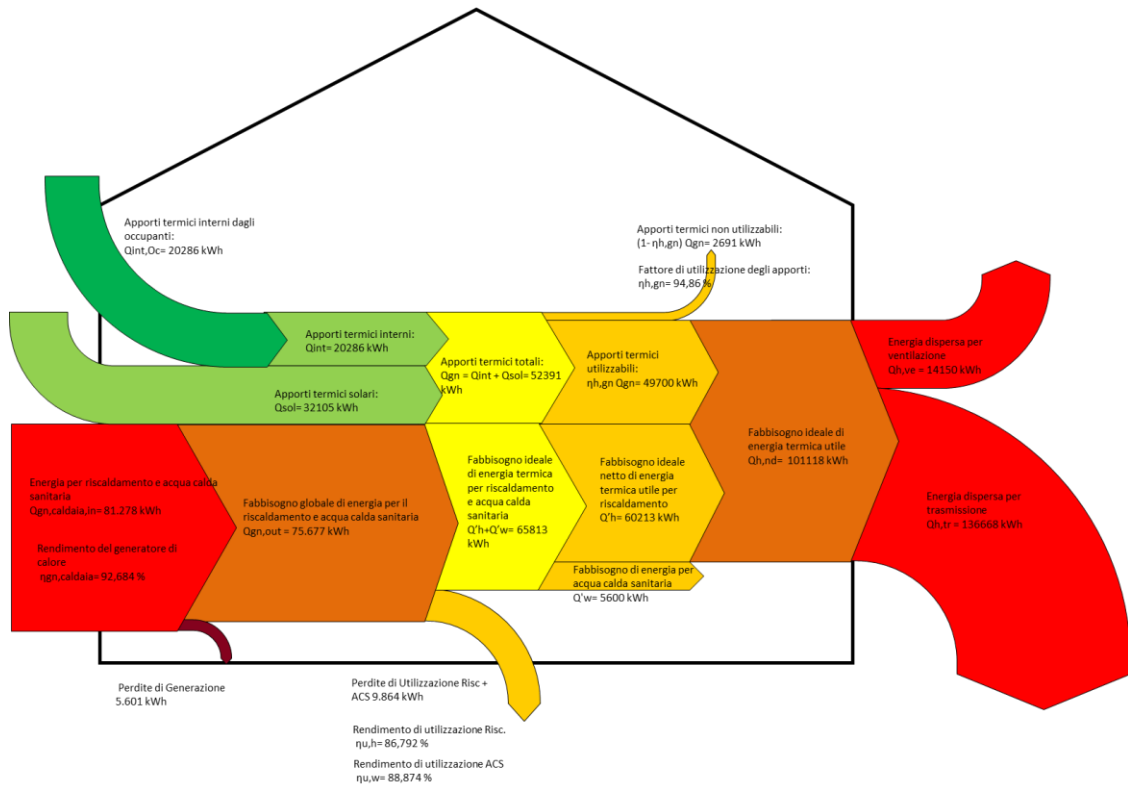 Apporti termici interni dagli
occupanti:
Qint,Oc= 20286 kWh
Apporti termici non utilizzabili:
(1- ηh,gn) Qgn= 2691 kWh
Fattore di utilizzazione degli apporti:
ηh,gn= 94,86 %
Apporti termici interni:
Qint= 20286 kWh
Apporti termici solari:
Qsol= 32105 kWh
Apporti termici totali:
Qgn = Qint + Qsol= 52391
kWh
Apporti termici
utilizzabili:
ηh,gn Qgn= 49700 kWh
Energia dispersa per
ventilazione
Qh,ve = 14150 kWh
Energia per riscaldamento e acqua calda
sanitaria
Qgn,caldaia,in= 81.278 kWh
Rendimento del generatore di
calore
ηgn,caldaia= 92,684 %
Fabbisogno globale di energia per il
riscaldamento e acqua calda sanitaria
Qgn,out = 75.677 kWh
Fabbisogno ideale
di energia termica
per riscaldamento
e acqua calda
sanitaria
Q'h+Q'w= 65813
kWh
Fabbisogno ideale
netto di energia
termica utile per
riscaldamento
Q'h= 60213 kWh
Fabbisogno di energia per
acqua calda sanitaria
Q'w= 5600 kWh
Fabbisogno ideale di
energia termica utile
Qh,nd= 101118 kWh
Energia dispersa per
trasmissione
Qh,tr = 136668 kWh
Perdite di Generazione
5.601 kWh
Perdite di Utilizzazione Risc +
ACS 9.864 kWh
Rendimento di utilizzazione Risc.
ηu,h= 86,792 %
Rendimento di utilizzazione ACS
ηu,w= 88,874 %